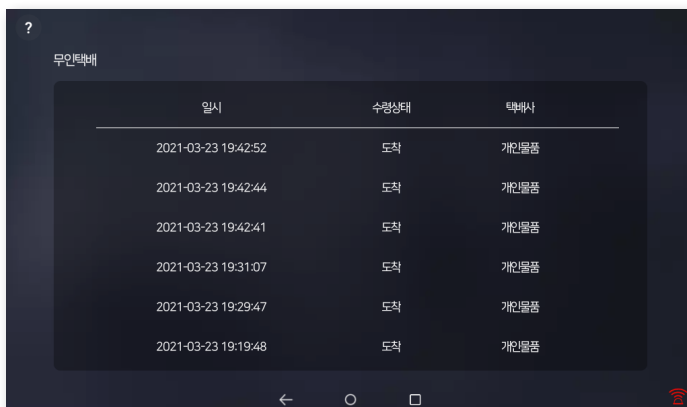 ?
무인택배
일시 수령상태 택배사
2021-03-23 19:42:52 도착 개인물품
2021-03-23 19:42:44 도착 개인물품
2021-03-23 19:42:41 도착 개인물품
2021-03-23 19:31:07 도착 개인물품
2021-03-23 19:29:47 도착 개인물품
2021-03-23 19:19:48 도착 개인물품